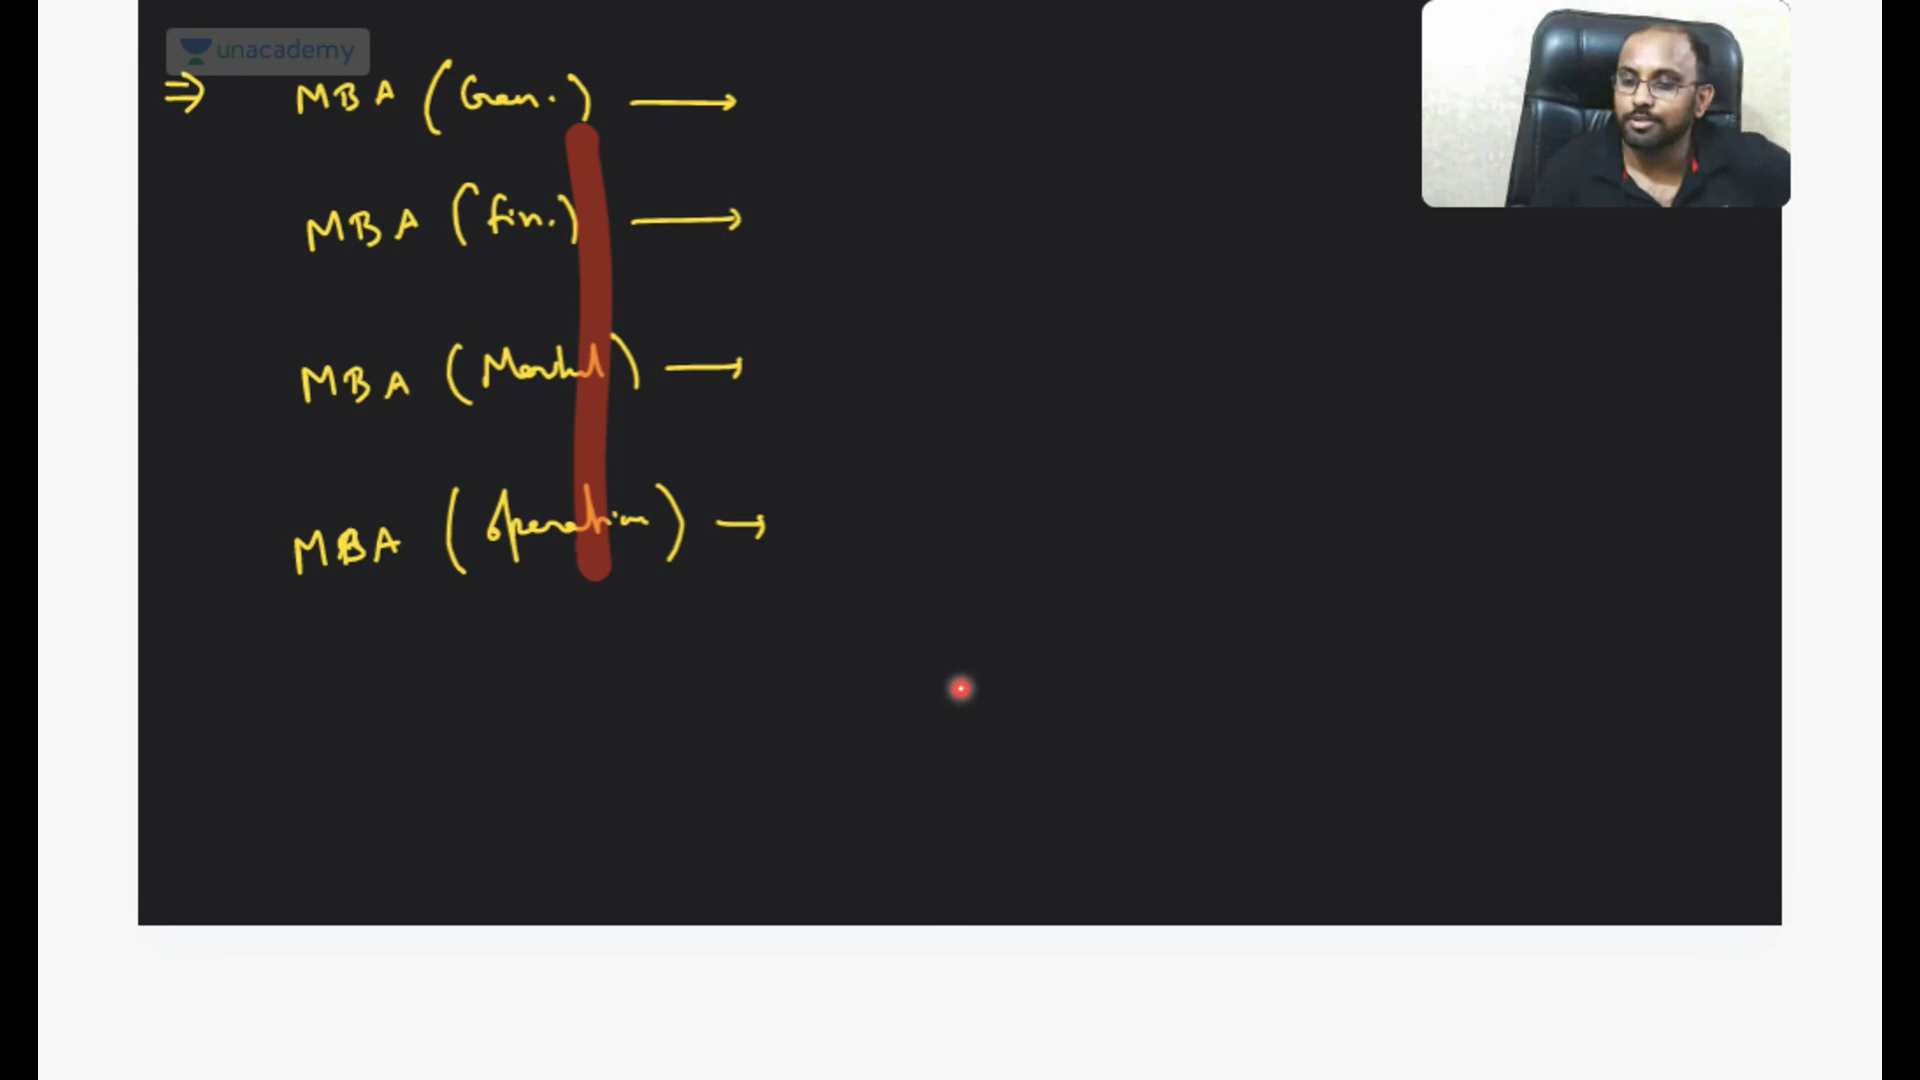 unacademy
⇒ MBA (Gen.) →
MBA (fin.) →
MBA (Market) →
MBA (operation) →